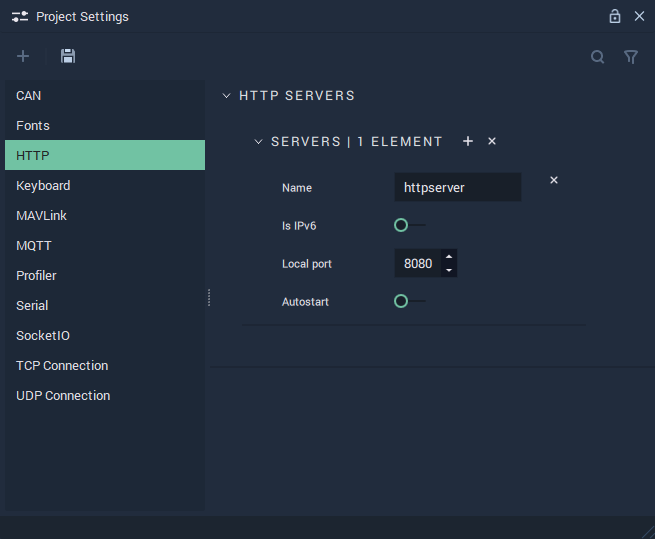 Project Settings
CAN
Fonts
HTTP
Keyboard
MAVLink
MQTT
Profiler
Serial
SocketIO
TCP Connection
UDP Connection
HTTP SERVERS
SERVERS | 1 ELEMENT
Name httpserver
Is IPv6
Local port 8080
Autostart